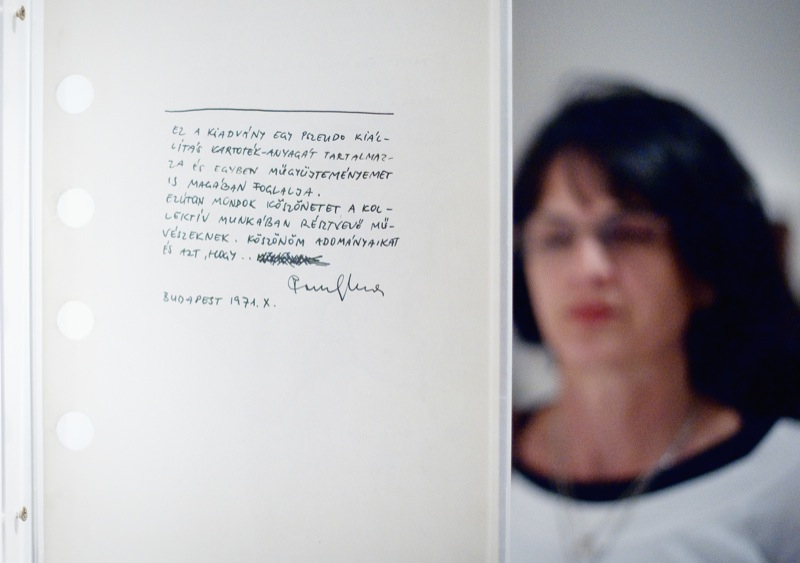 EZ A KIADVÁNY EGY PSZEUDO KIÁL-
LÍTÁS KARTOTÉK-ANYAGÁT TARTALMAZ-
ZA ÉS EGYBEN MŰGYŰJTEMÉNYEMET
IS MAGÁBAN FOGLALJA.
EZÚTON MONDOK KÖSZÖNETET A KOL-
LEKTÍV MUNKÁBAN RÉSZTVEVŐ MŰ-
VÉSZEKNEK. KÖSZÖNÖM ADOMÁNYAIKAT
ÉS AZT, HOGY..
BUDAPEST 1971. X.